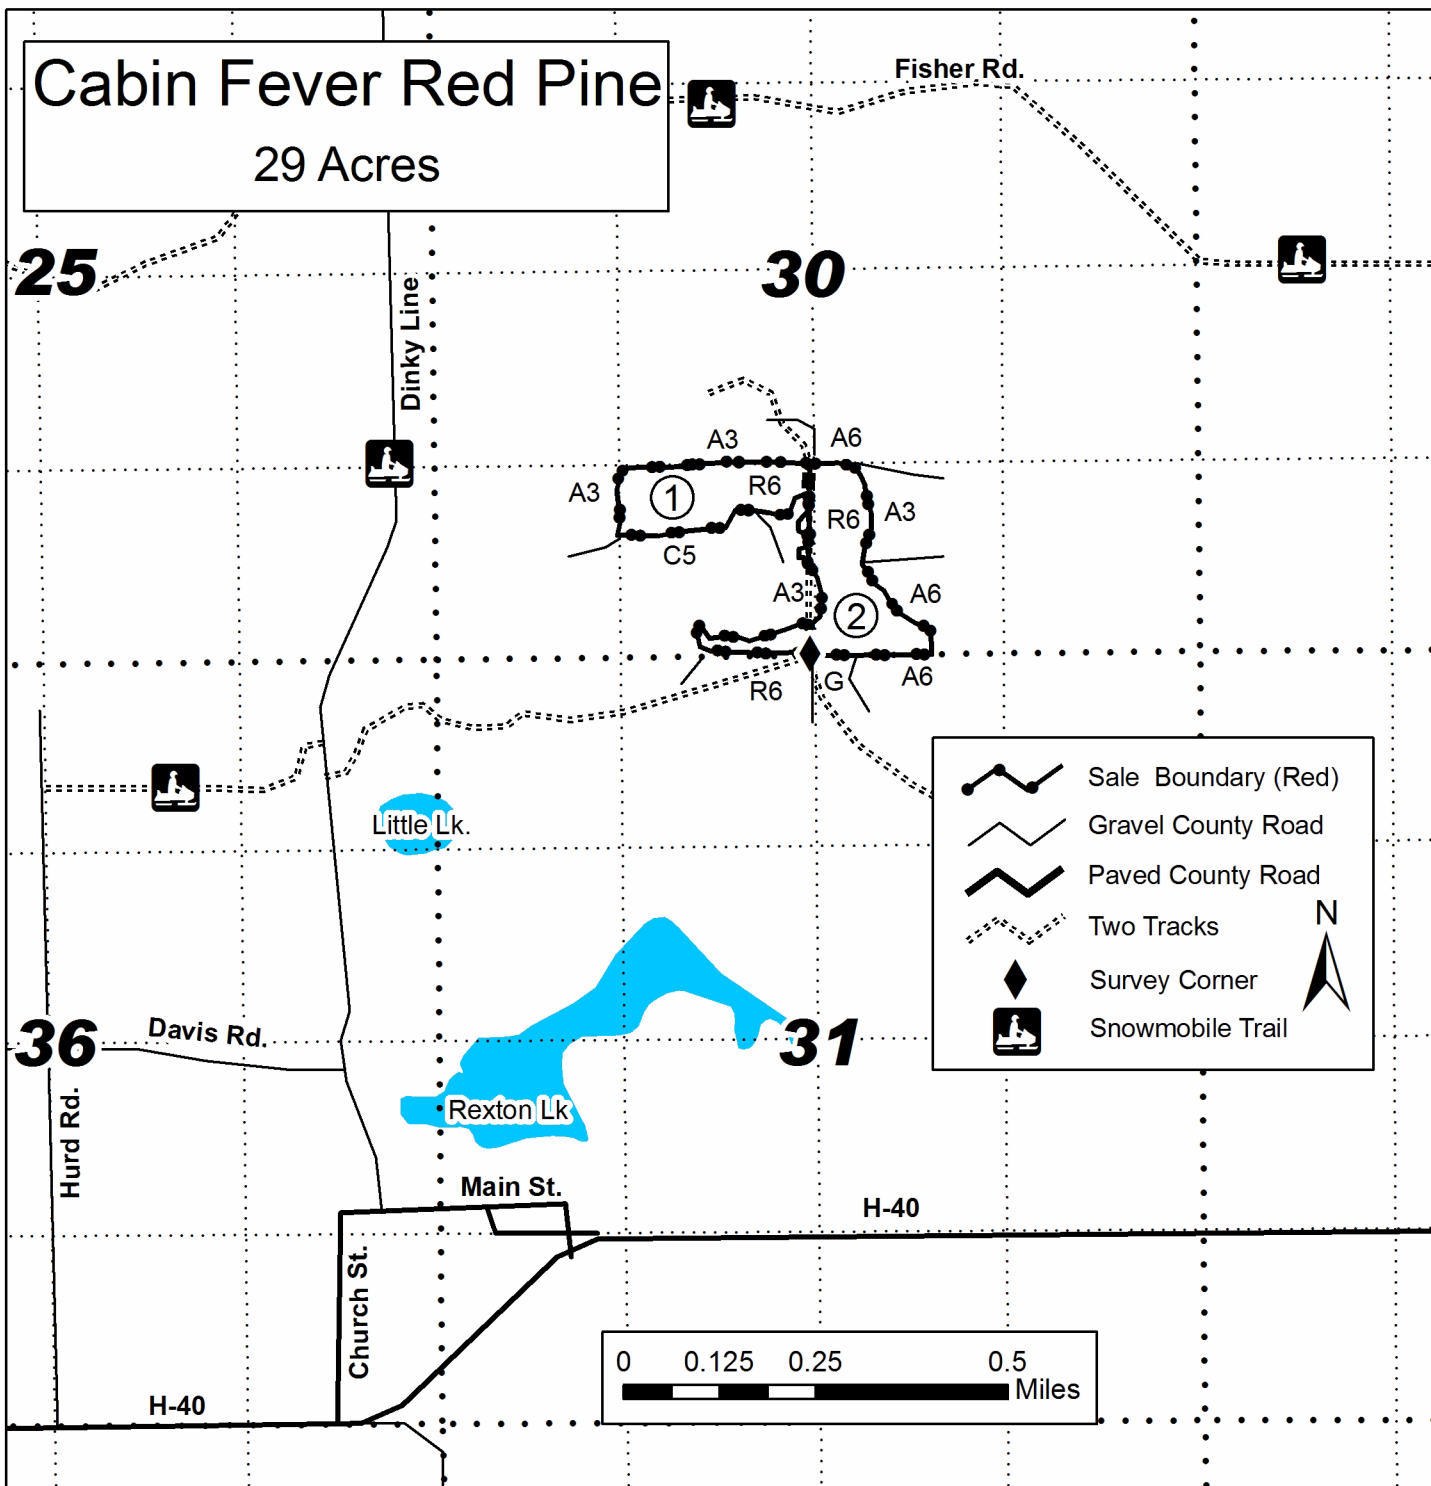 Cabin Fever Red Pine
29 Acres
Fisher Rd.
25
30
Dinky Line
A3
A6
A3
1
R6
R6
A3
C5
A3
2
A6
R6
G
A6
Little Lk.
Sale Boundary (Red)
Gravel County Road
Paved County Road
Two Tracks
N
Survey Corner
Snowmobile Trail
36
Davis Rd.
31
Hurd Rd.
Rexton Lk
Main St.
H-40
Church St.
0 0.125 0.25 0.5
Miles
H-40